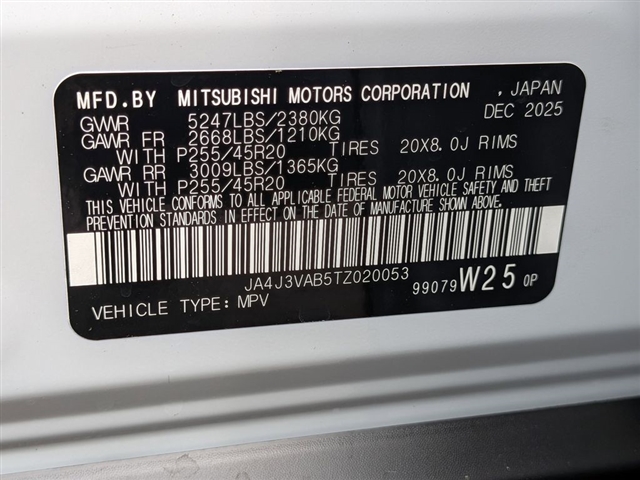 MFD.BY MITSUBISHI MOTORS CORPORATION , JAPAN
GVWR 5247LBS/2380KG DEC 2025
GAWR FR 2668LBS/1210KG
WITH P255/45R20 TIRES 20X8.0J RIMS
GAWR RR 3009LBS/1365KG
WITH P255/45R20 TIRES 20X8.0J RIMS
THIS VEHICLE CONFORMS TO ALL APPLICABLE FEDERAL MOTOR VEHICLE SAFETY AND THEFT
PREVENTION STANDARDS IN EFFECT ON THE DATE OF MANUFACTURE SHOWN ABOVE.
JA4J3VAB5TZ020053 99079 W25 0P
VEHICLE TYPE: MPV